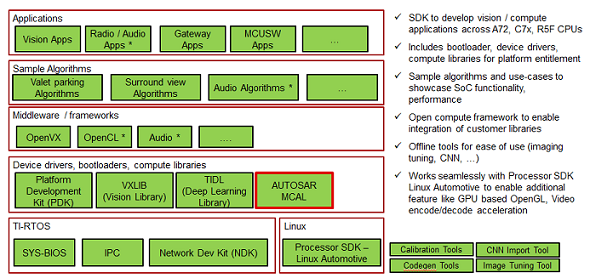 Applications
Vision Apps
Radio / Audio
Apps *
Gateway
Apps
MCUSW
Apps
...
Sample Algorithms
Valet parking
Algorithms
Surround view
Algorithms
Audio Algorithms *
...
Middleware / frameworks
OpenVX
OpenCL *
Audio *
....
Device drivers, bootloaders, compute libraries
Platform
Development
Kit (PDK)
VXLIB
(Vision Library)
TIDL
(Deep Learning
Library)
AUTOSAR
MCAL
TI-RTOS
SYS-BIOS
IPC
Network Dev Kit (NDK)
Linux
Processor SDK –
Linux Automotive
✓ SDK to develop vision / compute
applications across A72, C7x, R5F CPUs
✓ Includes bootloader, device drivers,
compute libraries for platform entitlement
✓ Sample algorithms and use-cases to
showcase SoC functionality,
performance
✓ Open compute framework to enable
integration of customer libraries
✓ Offline tools for ease of use (imaging
tuning, CNN, ...)
✓ Works seamlessly with Processor SDK
Linux Automotive to enable additional
feature like GPU based OpenGL, Video
encode/decode acceleration
Calibration Tools
CNN Import Tool
Codegen Tools
Image Tuning Tool